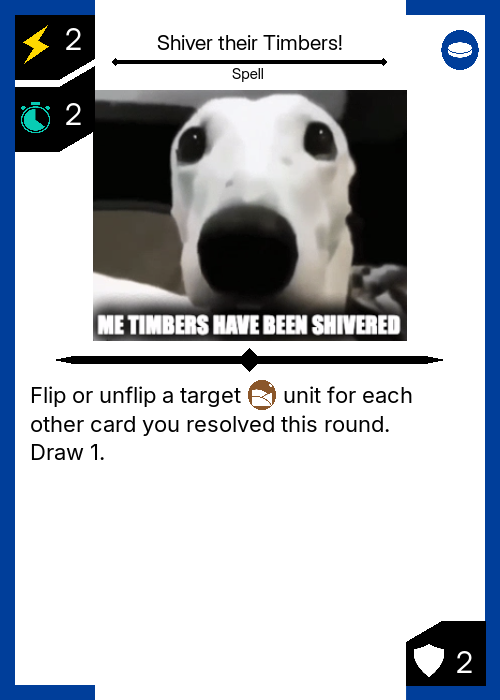 2
Shiver their Timbers!
Spell
2
ME TIMBERS HAVE BEEN SHIVERED
Flip or unflip a target unit for each
other card you resolved this round.
Draw 1.
2